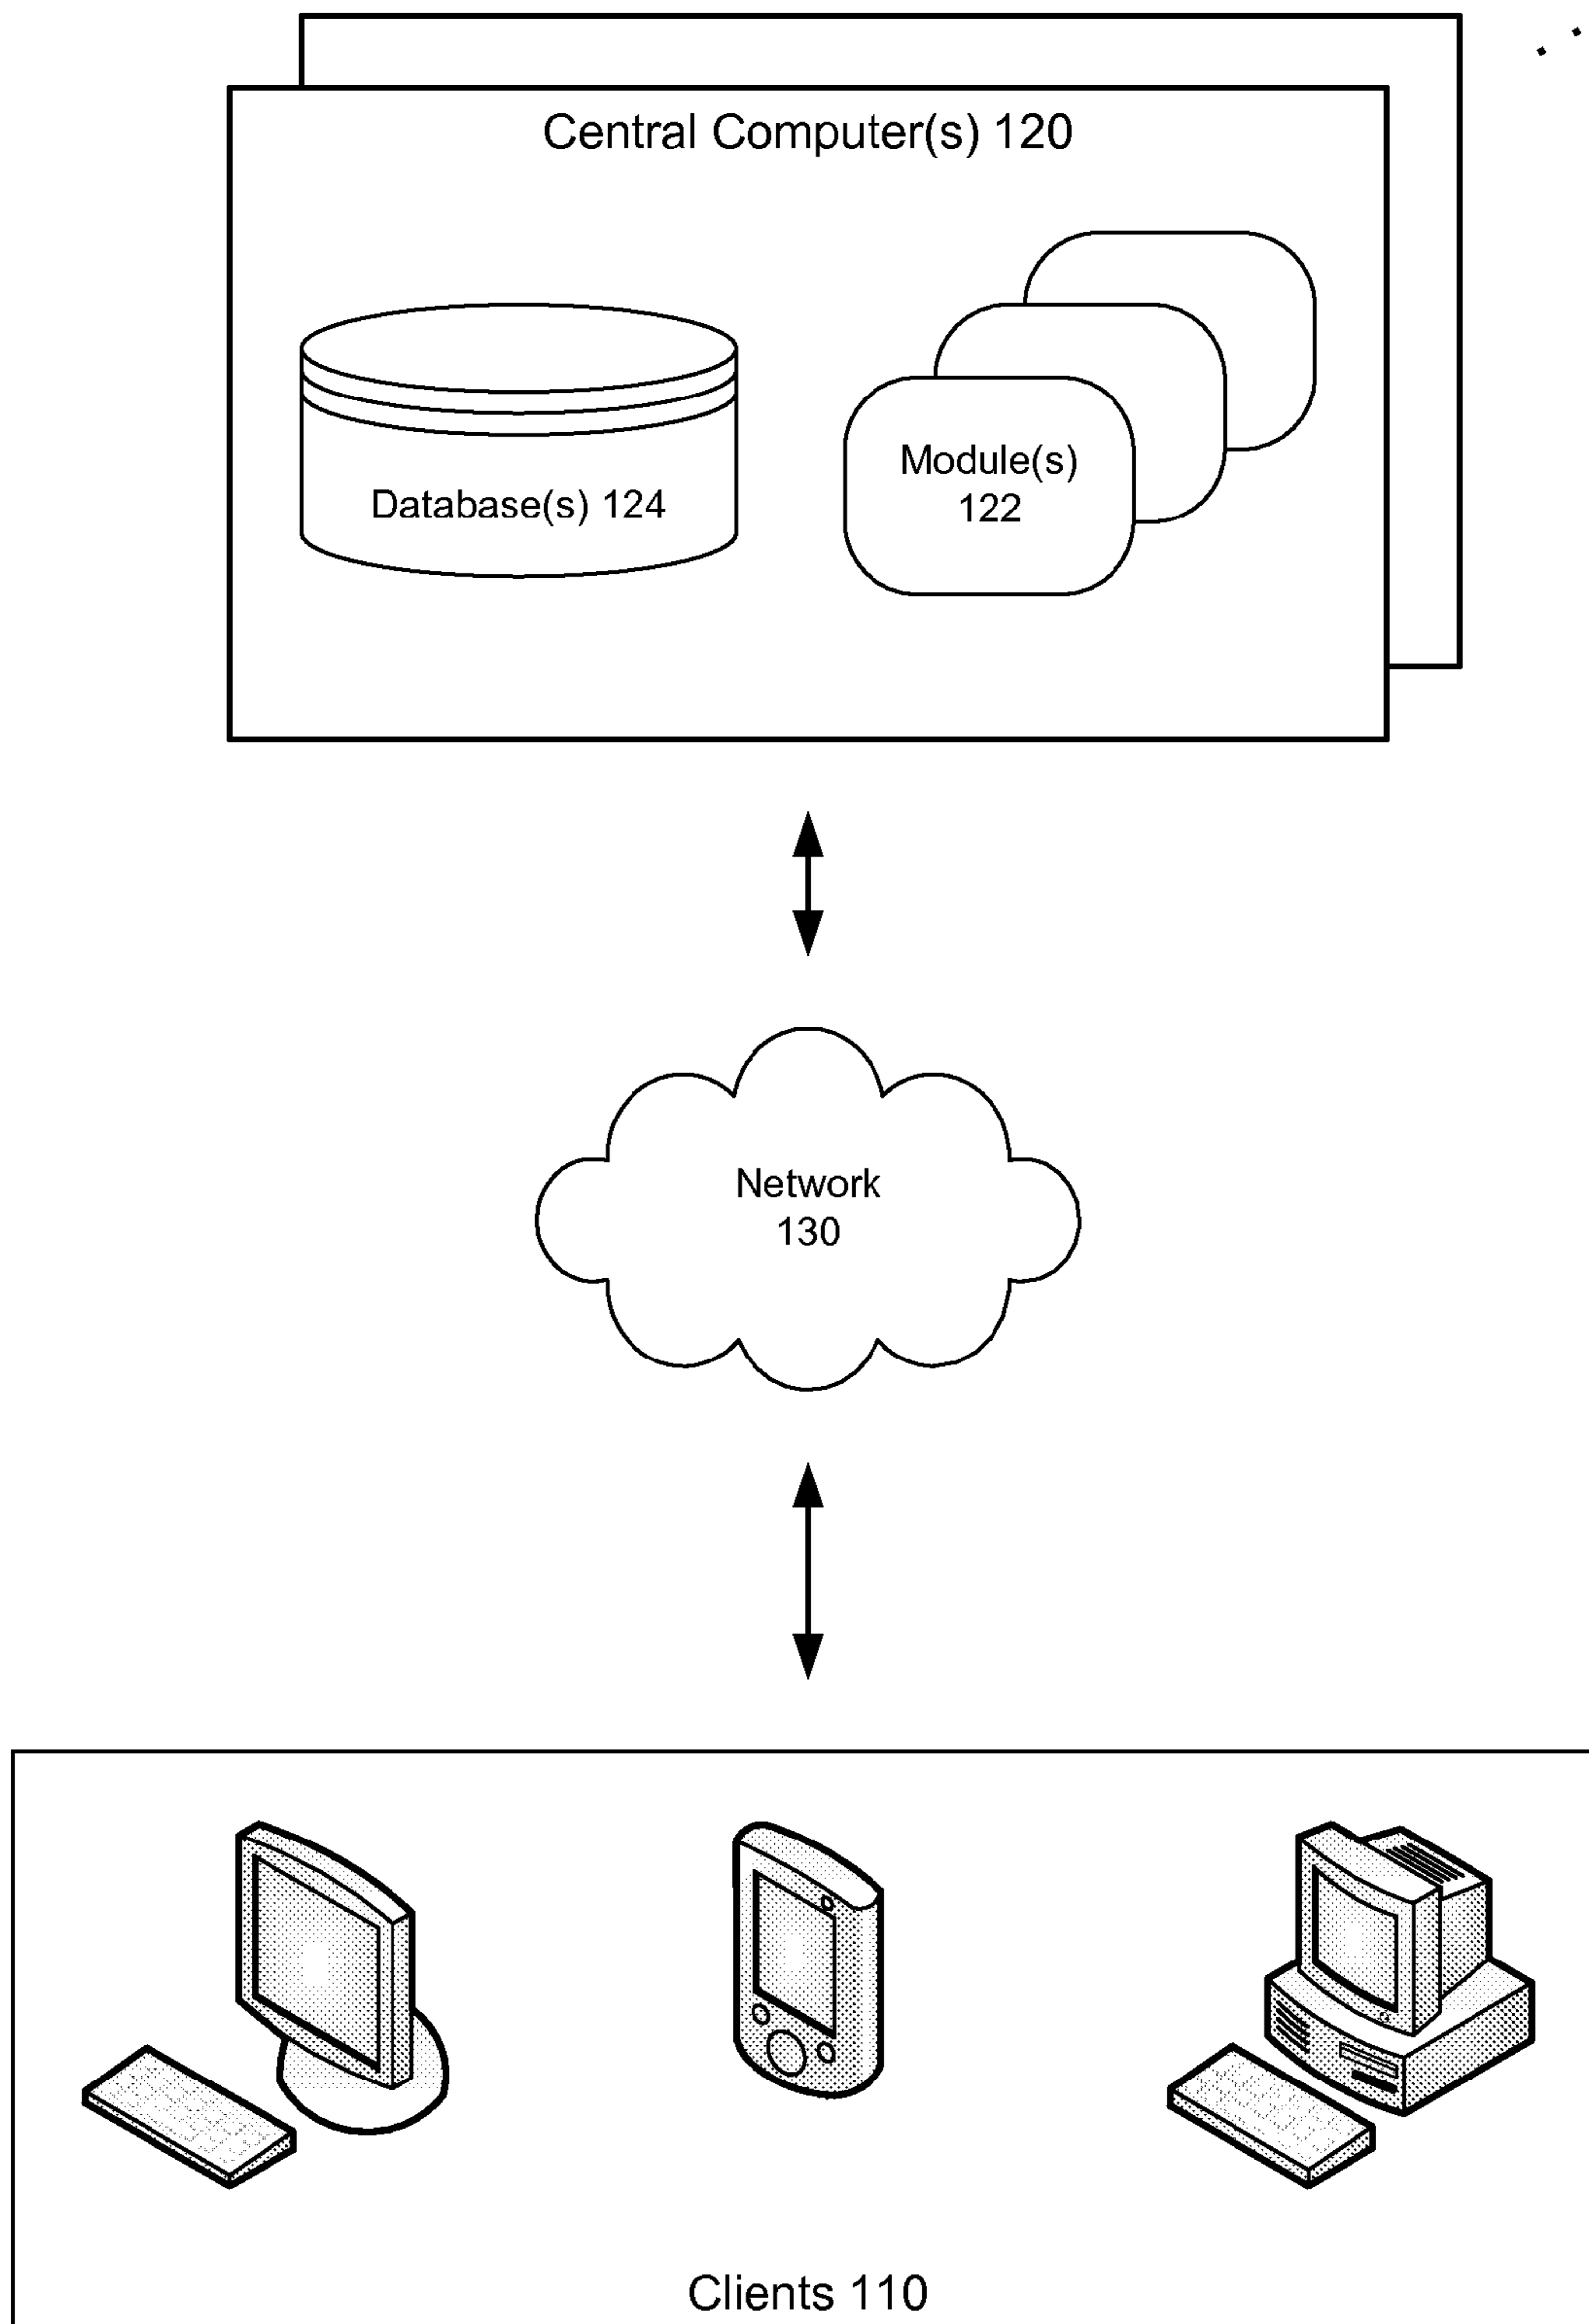 Central Computer(s) 120
Database(s) 124
Module(s)
122
Network
130
Clients 110